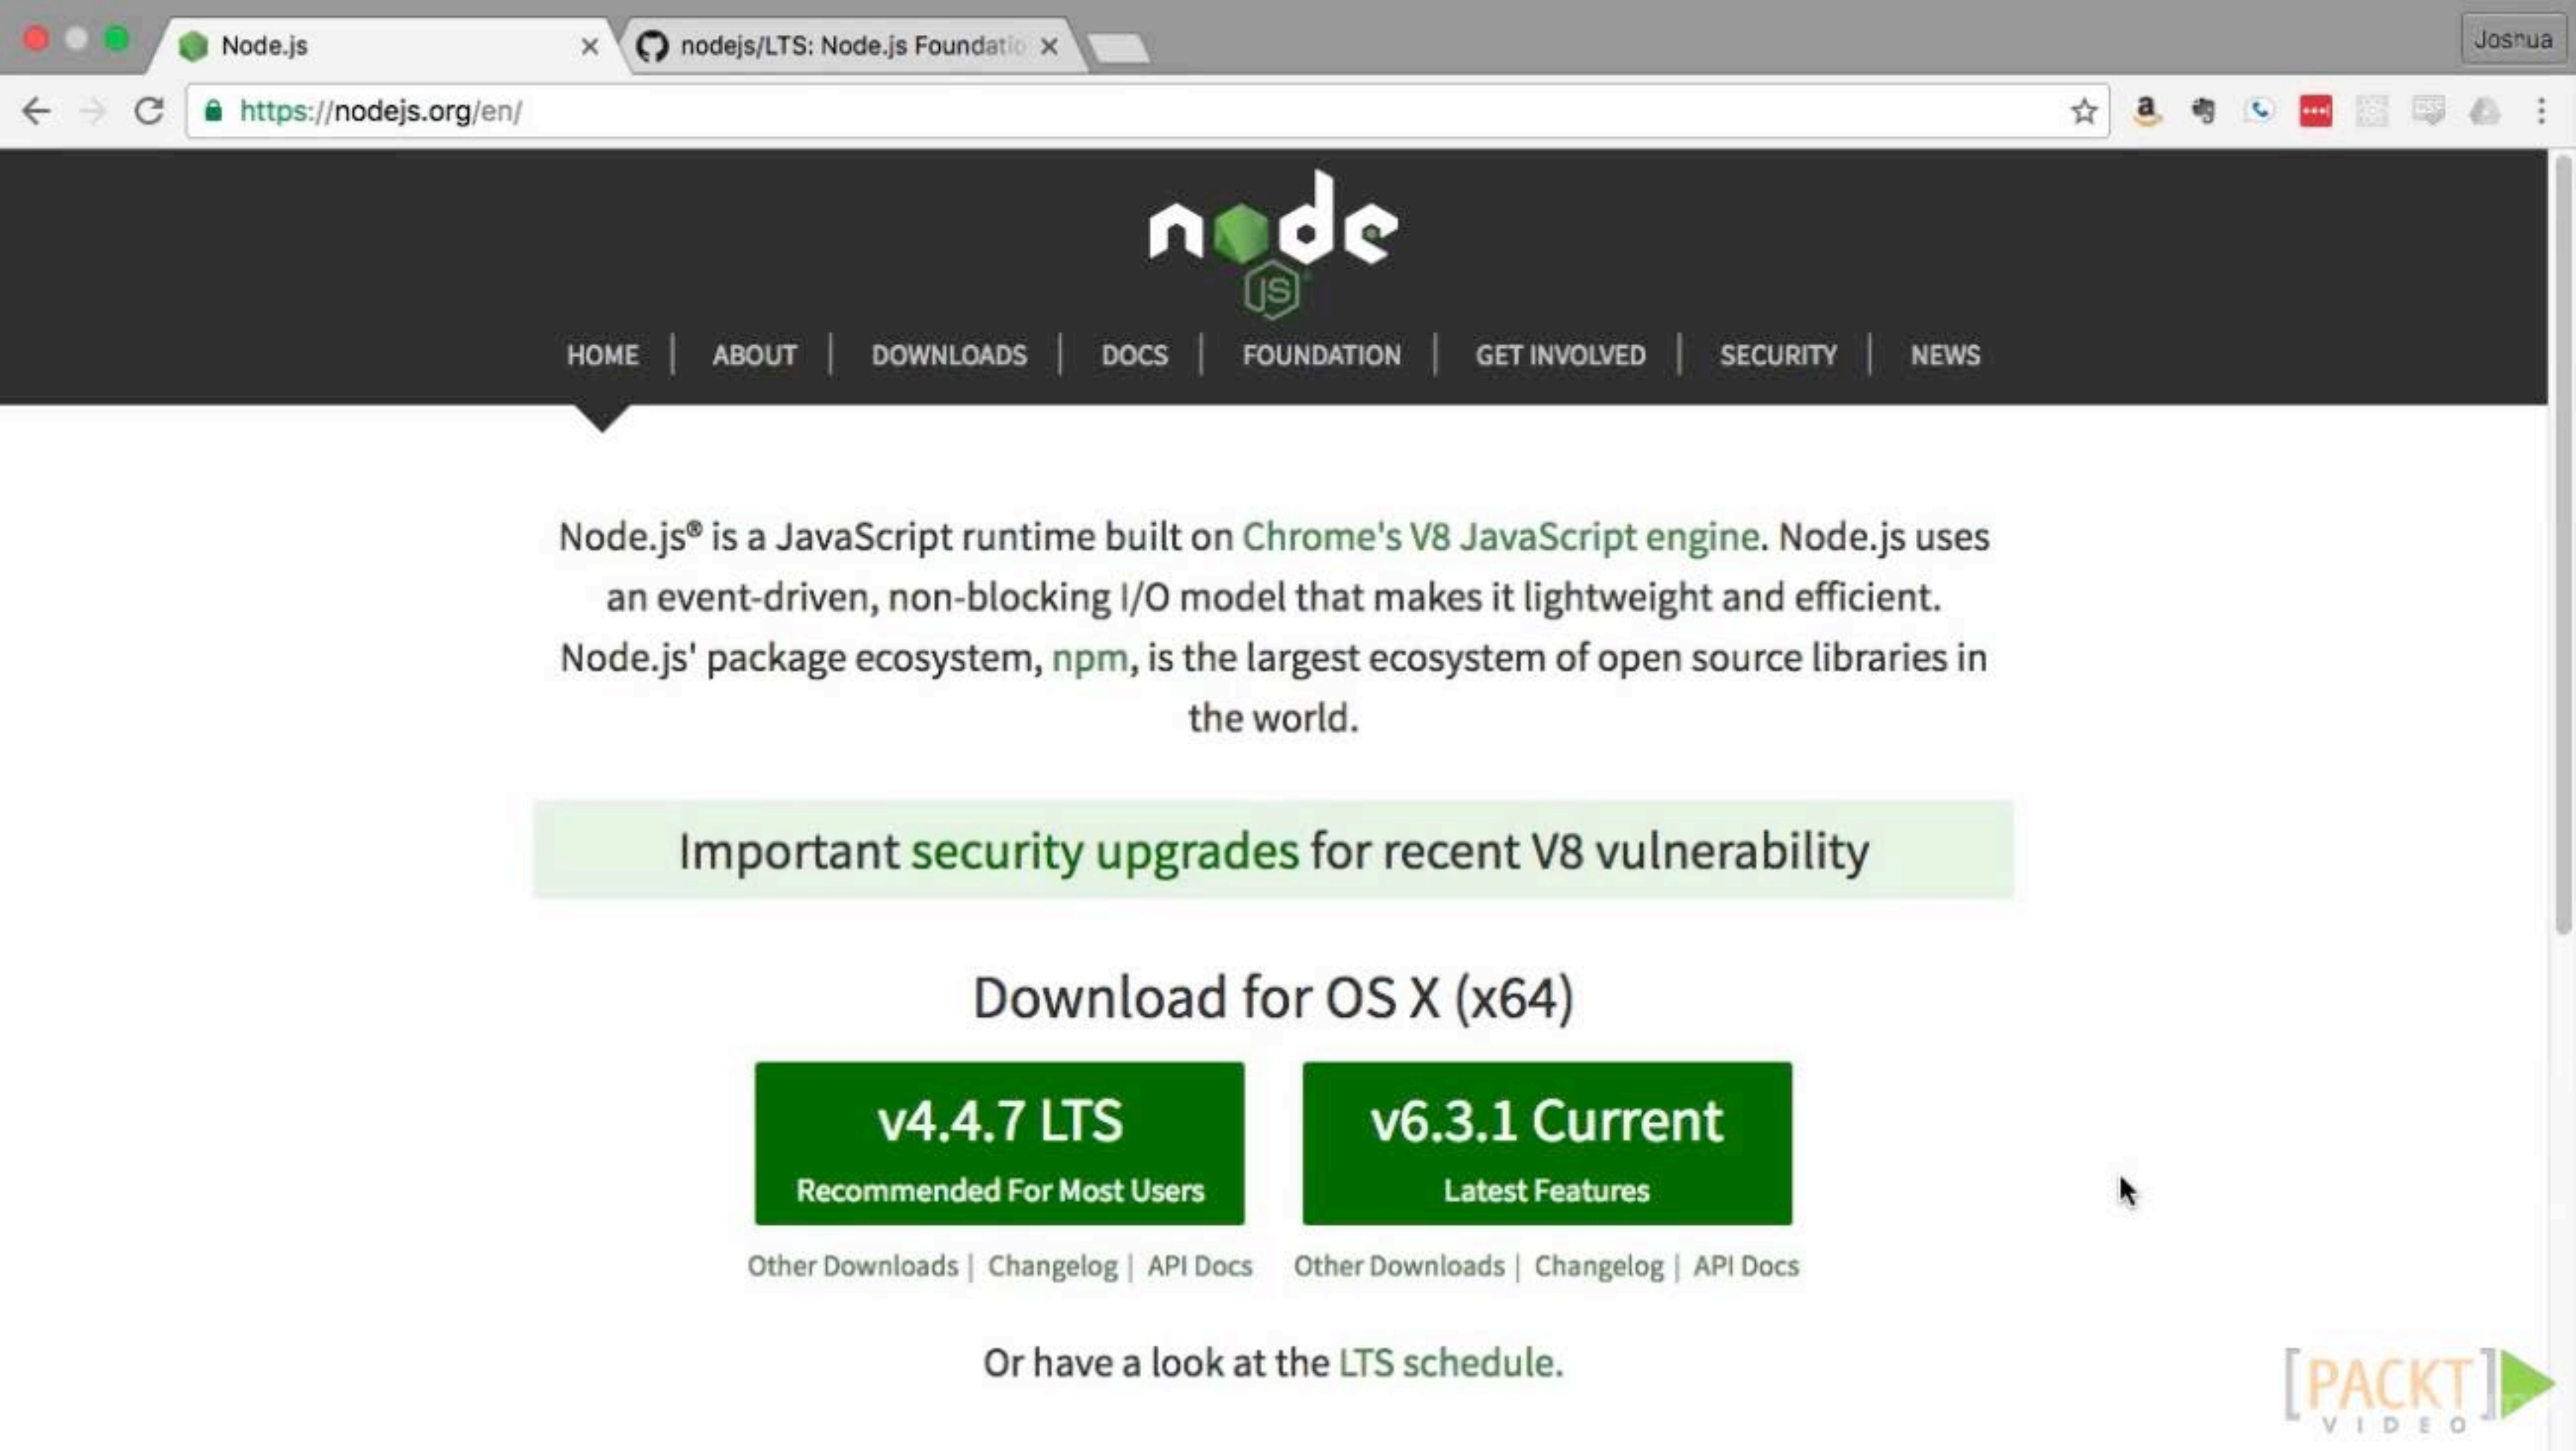 Node.js
nodejs/LTS: Node.js Foundatio
Joshua
https://nodejs.org/en/
node
JS
HOME
ABOUT
DOWNLOADS
DOCS
FOUNDATION
GET INVOLVED
SECURITY
NEWS
Node.js® is a JavaScript runtime built on Chrome's V8 JavaScript engine. Node.js uses
an event-driven, non-blocking I/O model that makes it lightweight and efficient.
Node.js' package ecosystem, npm, is the largest ecosystem of open source libraries in
the world.
Important security upgrades for recent V8 vulnerability
Download for OS X (x64)
v4.4.7 LTS
Recommended For Most Users
v6.3.1 Current
Latest Features
Other Downloads | Changelog | API Docs
Other Downloads | Changelog | API Docs
Or have a look at the LTS schedule.
[PACKT]
VIDEO